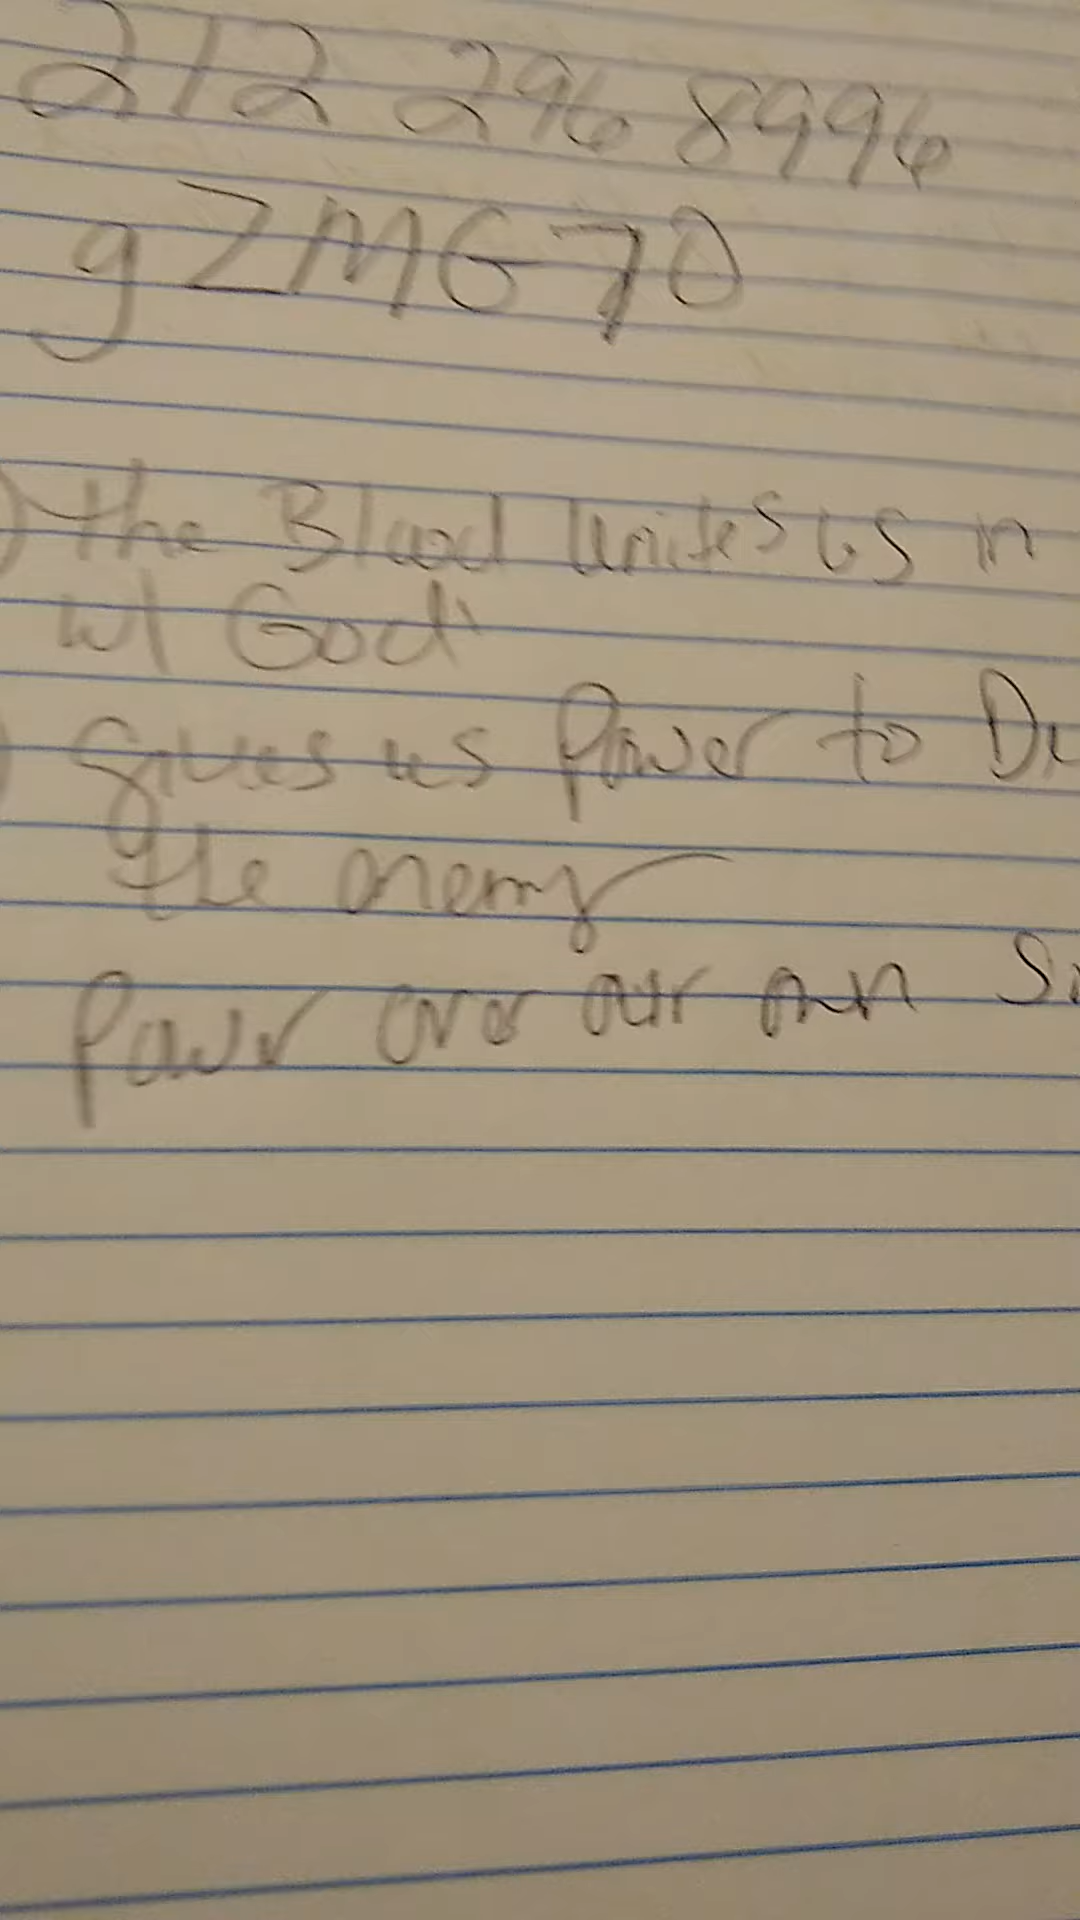 212 296 8996
9ZMG70
) the Blood Unites us in
w/ God
) Gives us Power to
the enemy
Power over our own